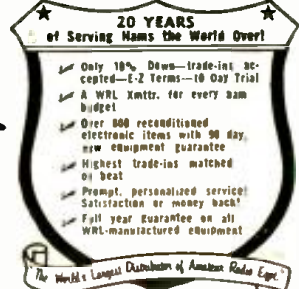 20 YEARS
of Serving Hams the World Over!
Only 10% Down—trade-ins ac-
cepted—E-Z Terms—10 Day Trial
A WRL Xmttr. for every ham
budget
Over 800 reconditioned
electronic items with 90 day
new equipment guarantee
Highest trade-ins matched
or beat
Prompt, personalized service!
Satisfaction or money back!
Full year guarantee on all
WRL-manufactured equipment
The World's Largest Distributor of Amateur Radio Eqpt.